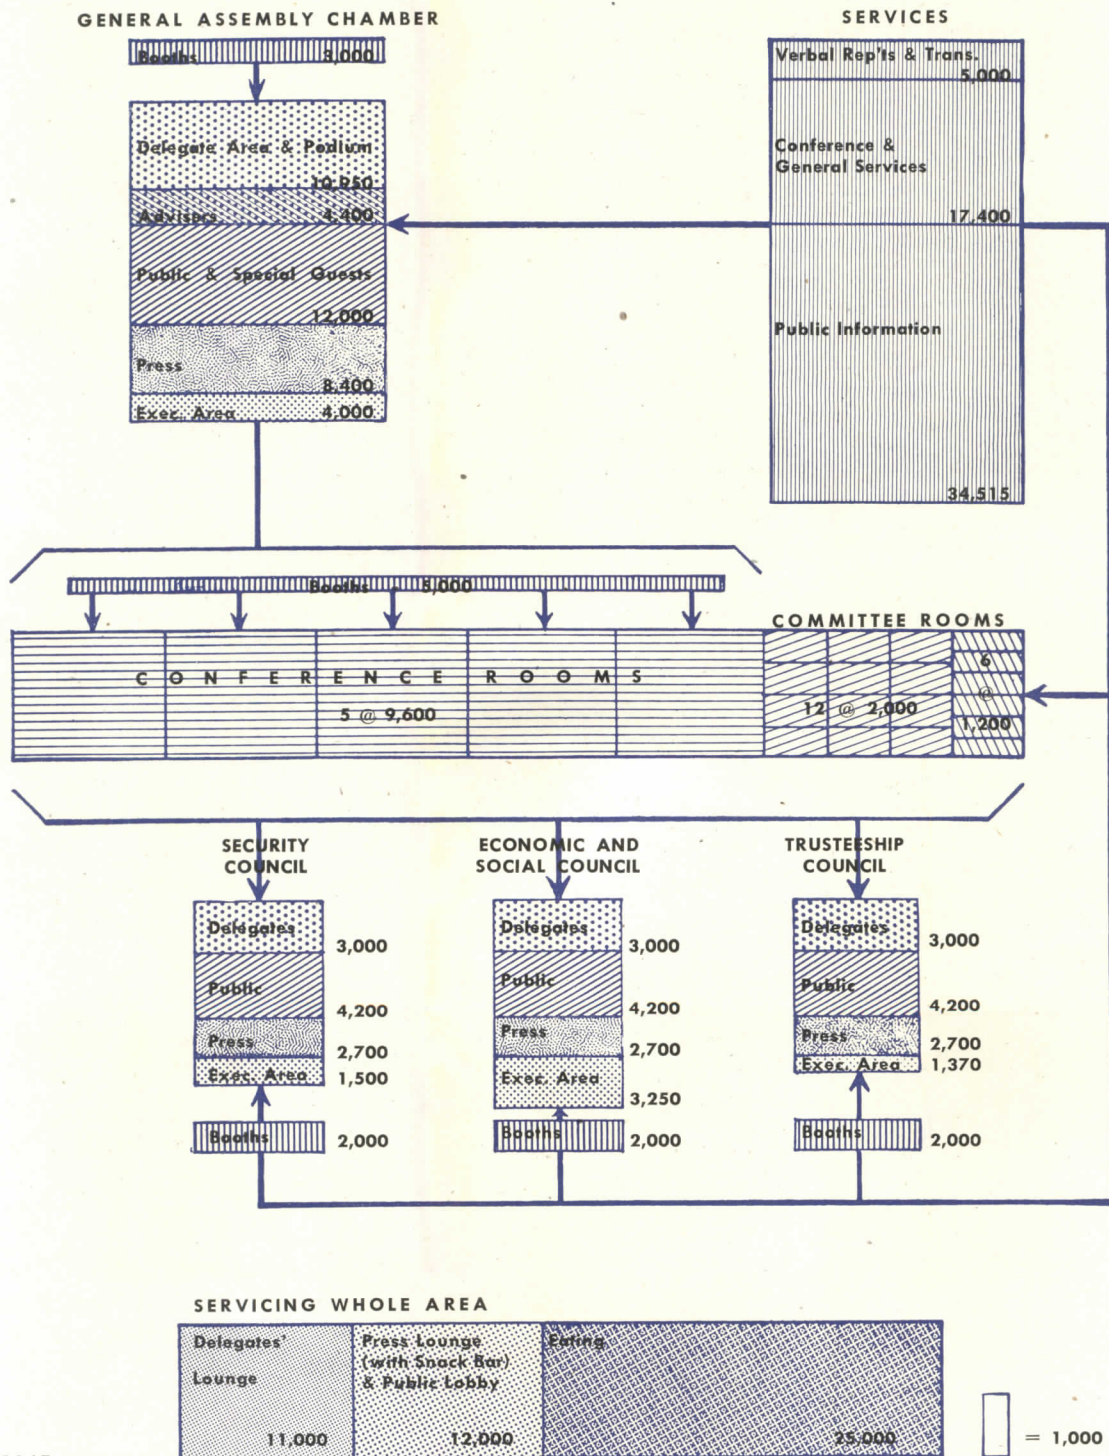 GENERAL ASSEMBLY CHAMBER
Booths 3,000
Delegate Area & Podium
10,950
Advisers 4,400
Public & Special Guests
12,000
Press
8,400
Exec. Area 4,000
SERVICES
Verbal Rep'ts & Trans.
5,000
Conference &
General Services
17,400
Public Information
34,515
Booths 5,000
COMMITTEE ROOMS
CONFERENCE ROOMS
5 @ 9,600
12 @ 2,000
6
@
1,200
SECURITY
COUNCIL
Delegates
3,000
Public
4,200
Press
2,700
Exec. Area 1,500
Booths 2,000
ECONOMIC AND
SOCIAL COUNCIL
Delegates
3,000
Public
4,200
Press
2,700
Exec. Area
3,250
Booths 2,000
TRUSTEESHIP
COUNCIL
Delegates
3,000
Public
4,200
Press
2,700
Exec. Area 1,370
Booths 2,000
SERVICING WHOLE AREA
Delegates'
Lounge
11,000
Press Lounge
(with Snack Bar)
& Public Lobby
12,000
Eating
25,000
= 1,000